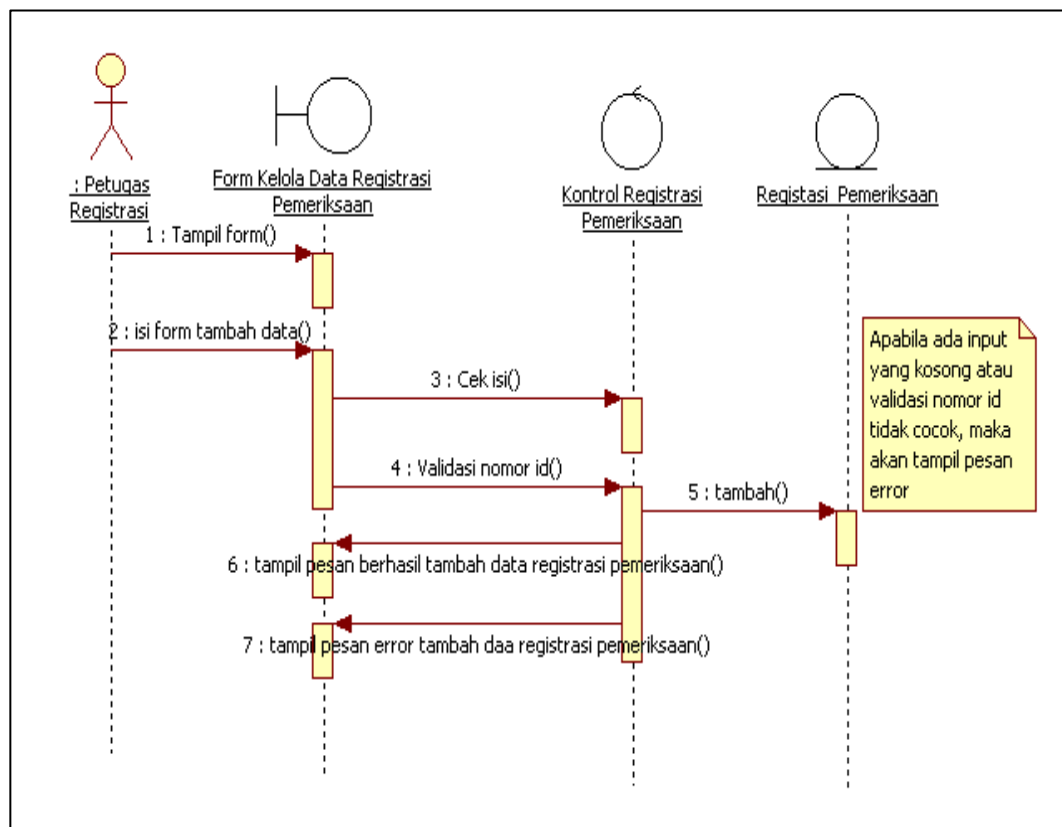 : Petugas
Registrasi
Form Kelola Data Registrasi
Pemeriksaan
Kontrol Registrasi
Pemeriksaan
Registasi Pemeriksaan
1 : Tampil form()
2 : isi form tambah data()
3 : Cek isi()
4 : Validasi nomor id()
5 : tambah()
6 : tampil pesan berhasil tambah data registrasi pemeriksaan()
7 : tampil pesan error tambah daa registrasi pemeriksaan()
Apabila ada input
yang kosong atau
validasi nomor id
tidak cocok, maka
akan tampil pesan
error